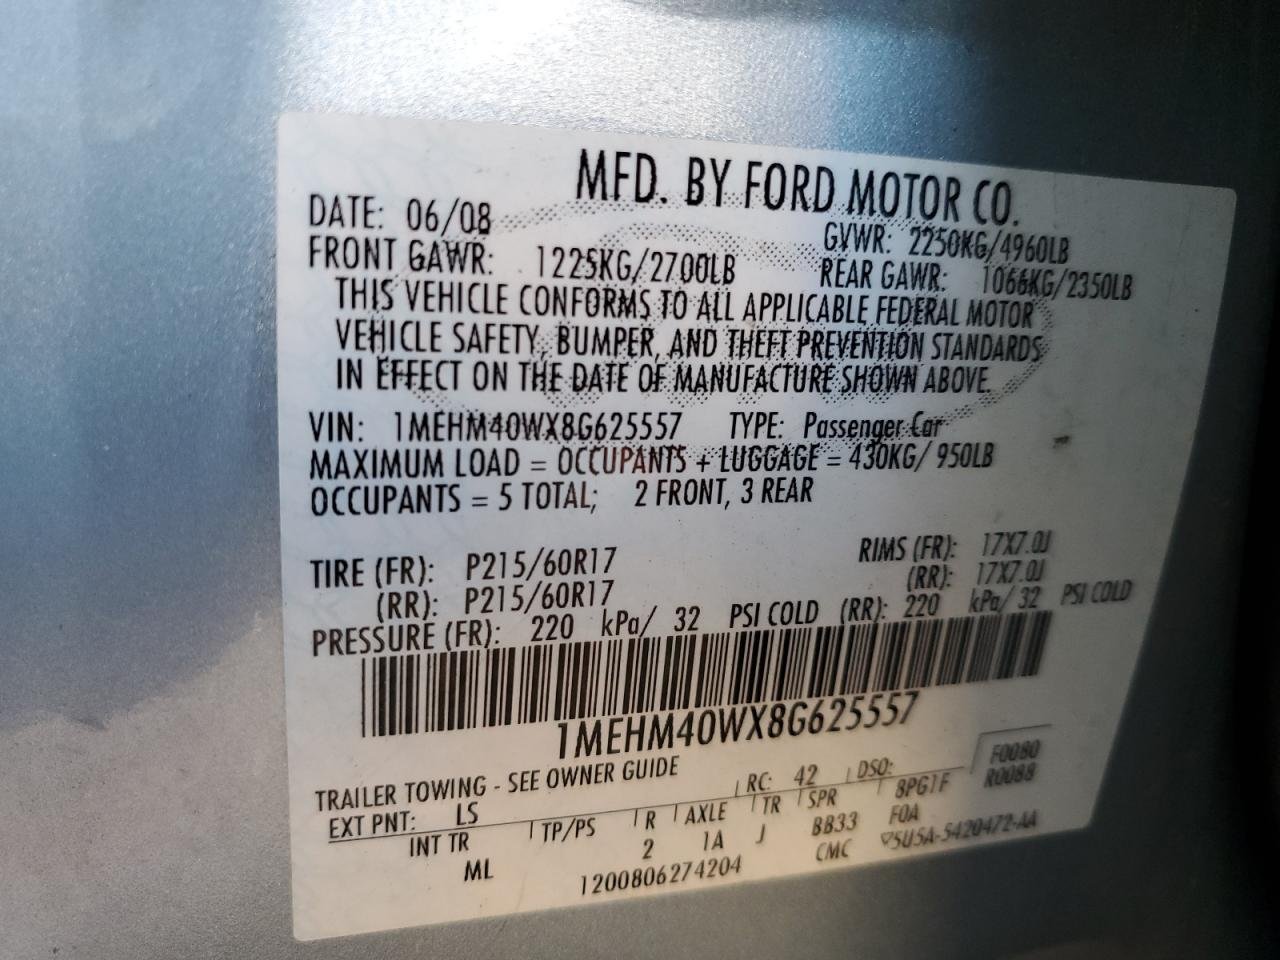 MFD. BY FORD MOTOR CO.
DATE: 06/08 GVWR: 2250KG/4960LB
FRONT GAWR: 1225KG/2700LB REAR GAWR: 1066KG/2350LB
THIS VEHICLE CONFORMS TO ALL APPLICABLE FEDERAL MOTOR
VEHICLE SAFETY, BUMPER, AND THEFT PREVENTION STANDARDS
IN EFFECT ON THE DATE OF MANUFACTURE SHOWN ABOVE.
VIN: 1MEHM40WX8G625557 TYPE: Passenger Car
MAXIMUM LOAD = OCCUPANTS + LUGGAGE = 430KG/ 950LB
OCCUPANTS = 5 TOTAL; 2 FRONT, 3 REAR
TIRE (FR): P215/60R17 RIMS (FR): 17X7.0J
(RR): P215/60R17 (RR): 17X7.0J
PRESSURE (FR): 220 kPa/ 32 PSI COLD (RR): 220 kPa/ 32 PSI COLD
1MEHM40WX8G625557
TRAILER TOWING - SEE OWNER GUIDE F0080
EXT PNT: LS RC: 42 DSO: R0088
INT TR TP/PS R AXLE TR SPR 8PG1F
ML 2 1A J BB33 FOA
1200806274204 CMC ▽5U5A-5420472-AA